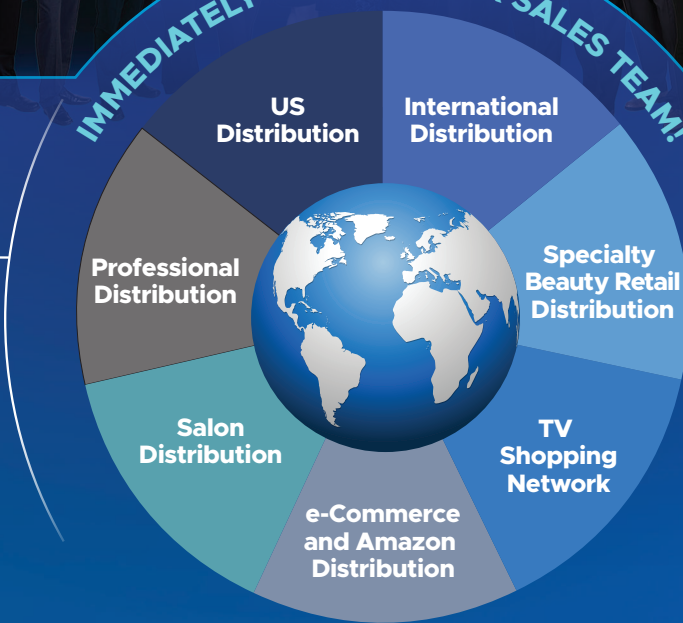 IMMEDIATELY
SALES TEAM!
US
Distribution
International
Distribution
Specialty
Beauty Retail
Distribution
TV
Shopping
Network
e-Commerce
and Amazon
Distribution
Salon
Distribution
Professional
Distribution